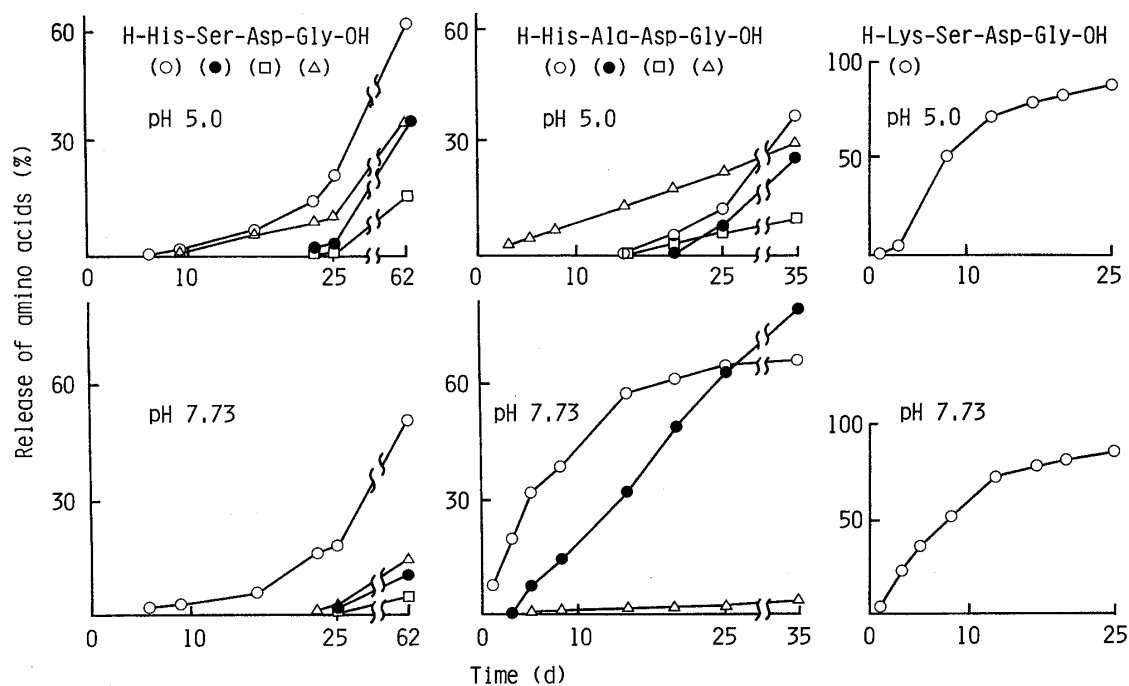 Release of amino acids (%)
H-His-Ser-Asp-Gly-OH
(○) (●) (□) (△)
pH 5.0
60
30
0 10 25 62
H-His-Ala-Asp-Gly-OH
(○) (●) (□) (△)
pH 5.0
30
0 10 25 35
H-Lys-Ser-Asp-Gly-OH
(○)
pH 5.0
100
50
0 10 25
pH 7.73
60
30
0 10 25 62
pH 7.73
60
30
0 10 25 35
pH 7.73
100
50
0 10 25
Time (d)